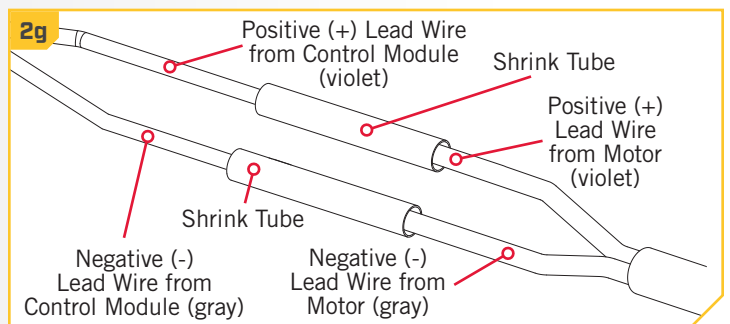 2g
Positive (+) Lead Wire
from Control Module
(violet)
Shrink Tube
Positive (+)
Lead Wire
from Motor
(violet)
Shrink Tube
Negative (-)
Lead Wire from
Control Module (gray)
Negative (-)
Lead Wire from
Motor (gray)